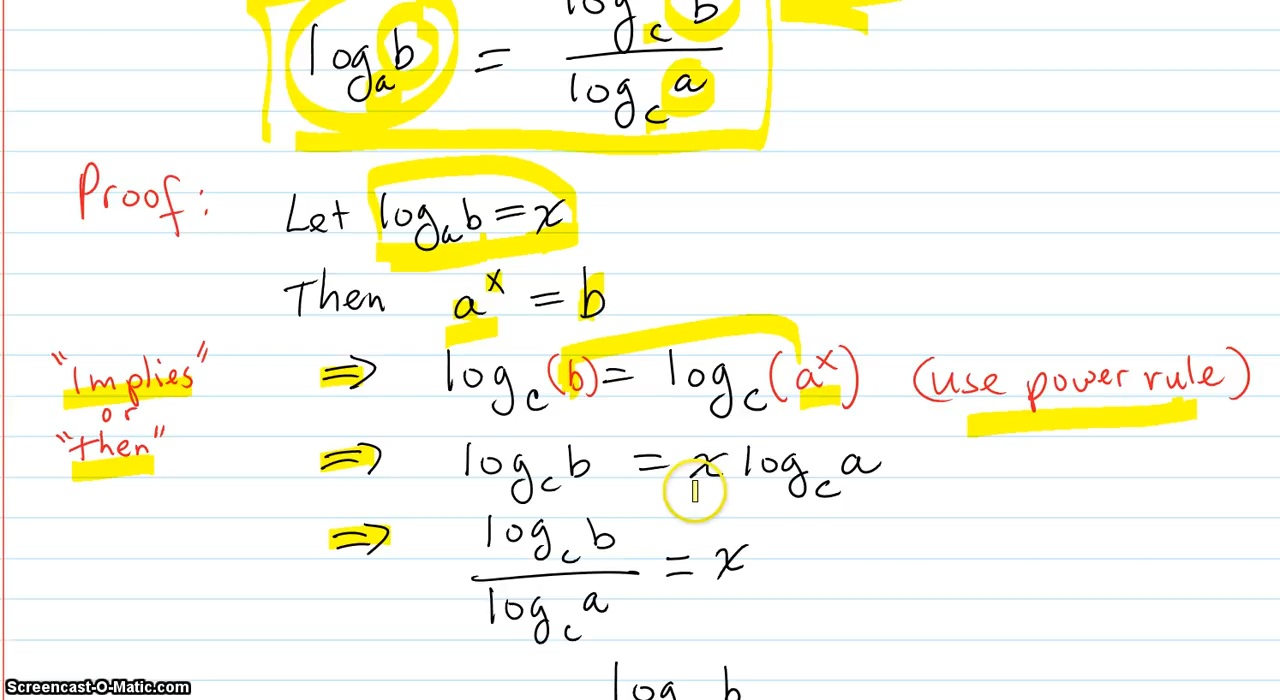 log_c b
log_a b = 
log_c a
Proof:
Let log_a b = x
Then a^x = b
"Implies"
or
"then"
⇒ log_c (b) = log_c (a^x) (use power rule)
⇒ log_c b = x log_c a
⇒ log_c b
= x
log_c a
log b
Screencast-O-Matic.com